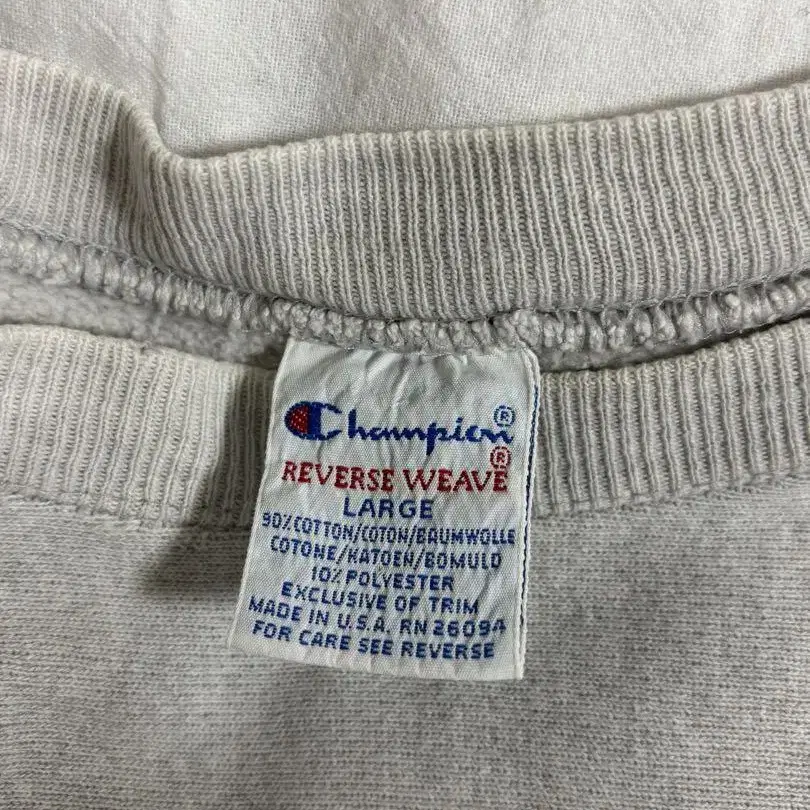 Champion®
REVERSE WEAVE®
LARGE
90% COTTON/COTON/BAUMWOLLE
COTONE/KATOEN/BOMULD
10% POLYESTER
EXCLUSIVE OF TRIM
MADE IN U.S.A. RN 26094
FOR CARE SEE REVERSE